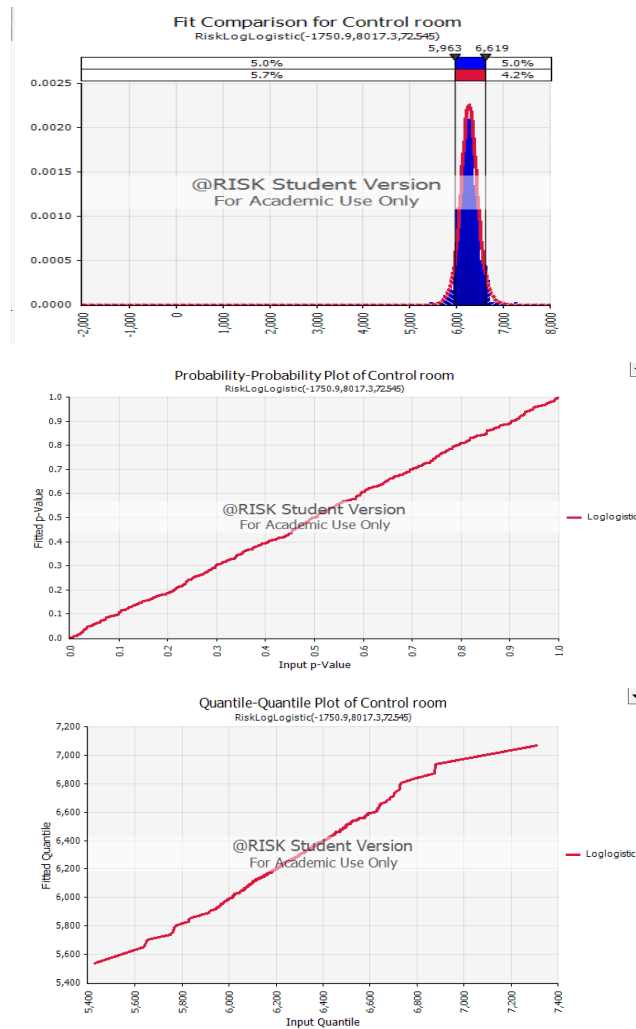 Fit Comparison for Control room
RiskLogLogistic(-1750.9,8017.3,72.545)
5,963 6,619
5.0% 5.0%
5.7% 4.2%
0.0025
0.0020
0.0015
0.0010
0.0005
0.0000
@RISK Student Version
For Academic Use Only
-2,000 -1,000 0 1,000 2,000 3,000 4,000 5,000 6,000 7,000 8,000
Probability-Probability Plot of Control room
RiskLogLogistic(-1750.9,8017.3,72.545)
1.0
0.9
0.8
0.7
0.6
0.5
0.4
0.3
0.2
0.1
0.0
Fitted p-Value
@RISK Student Version
For Academic Use Only
Loglogistic
0.0 0.1 0.2 0.3 0.4 0.5 0.6 0.7 0.8 0.9 1.0
Input p-Value
Quantile-Quantile Plot of Control room
RiskLogLogistic(-1750.9,8017.3,72.545)
7,200
7,000
6,800
6,600
6,400
6,200
6,000
5,800
5,600
5,400
Fitted Quantile
@RISK Student Version
For Academic Use Only
Loglogistic
5,400 5,600 5,800 6,000 6,200 6,400 6,600 6,800 7,000 7,200 7,400
Input Quantile